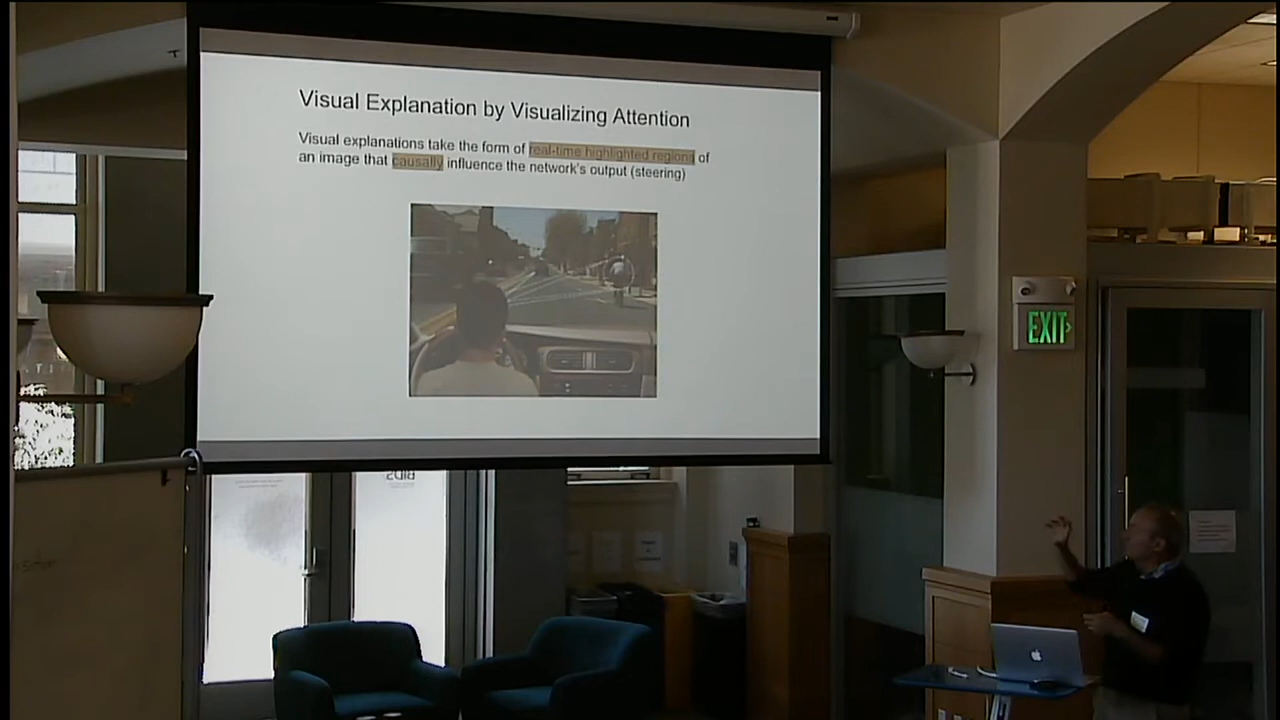 Visual Explanation by Visualizing Attention
Visual explanations take the form of real-time highlighted regions of
an image that causally influence the network's output (steering)
EXIT
BIDS